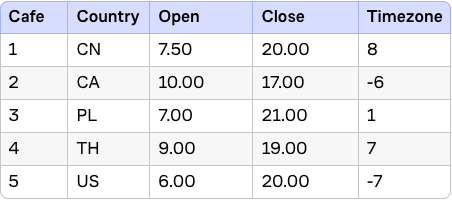 Cafe Country Open Close Timezone
1 CN 7.50 20.00 8
2 CA 10.00 17.00 -6
3 PL 7.00 21.00 1
4 TH 9.00 19.00 7
5 US 6.00 20.00 -7